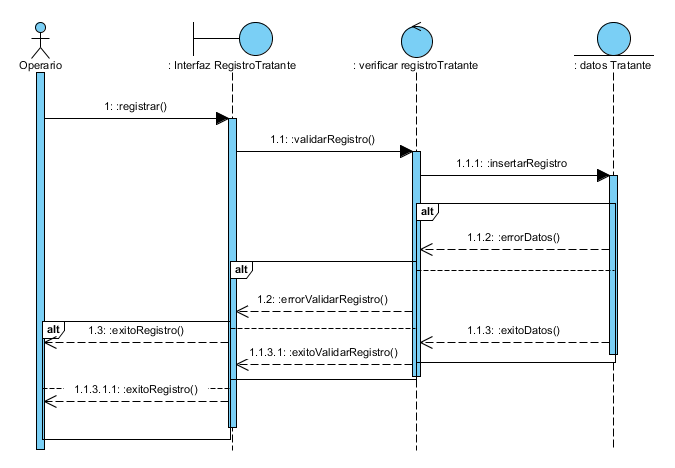 Operario
: Interfaz RegistroTratante
: verificar registroTratante
: datos Tratante
1: :registrar()
1.1: :validarRegistro()
1.1.1: :insertarRegistro
alt
1.1.2: :errorDatos()
alt
1.2: :errorValidarRegistro()
alt
1.3: :exitoRegistro()
1.1.3: :exitoDatos()
1.1.3.1: :exitoValidarRegistro()
1.1.3.1.1: :exitoRegistro()